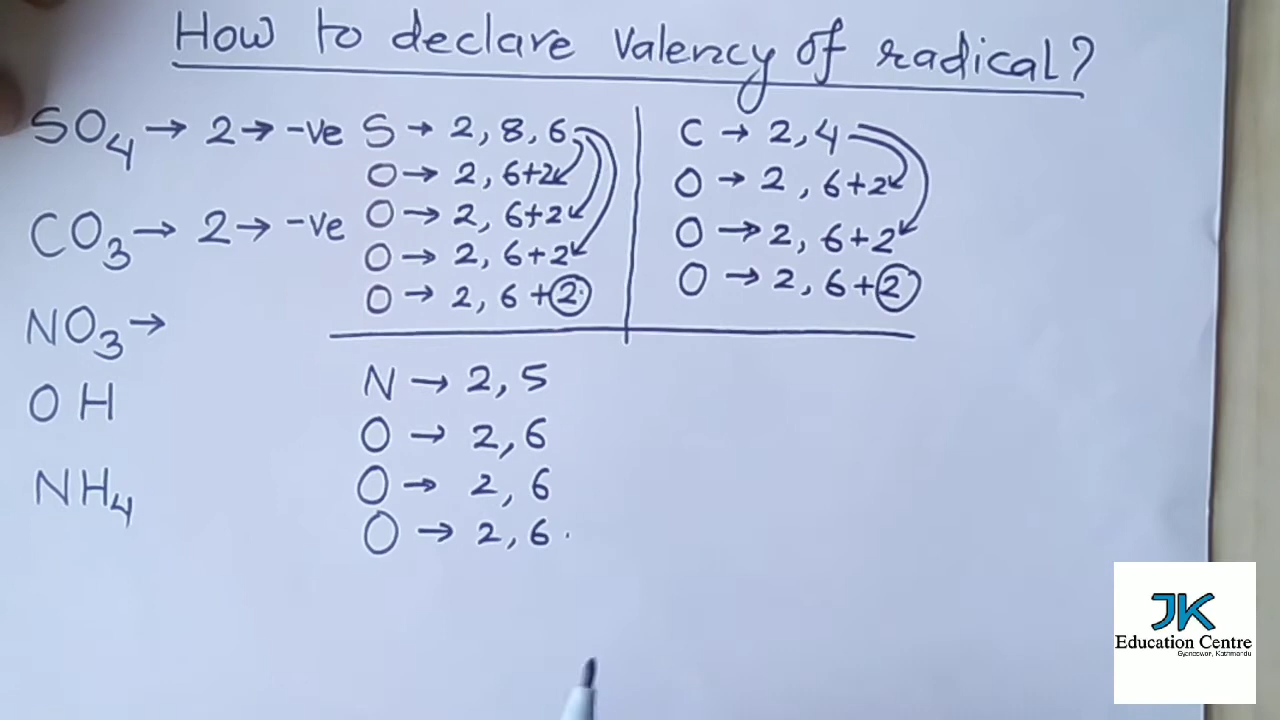 How to declare Valency of radical?
SO4 → 2 → -ve
CO3 → 2 → -ve
NO3 →
OH
NH4
S → 2, 8, 6
O → 2, 6+2
O → 2, 6+2
O → 2, 6+2
O → 2, 6+2
C → 2, 4
O → 2, 6+2
O → 2, 6+2
O → 2, 6+2
N → 2, 5
O → 2, 6
O → 2, 6
O → 2, 6.
JK
Education Centre
Gyaneswor, Kathmandu